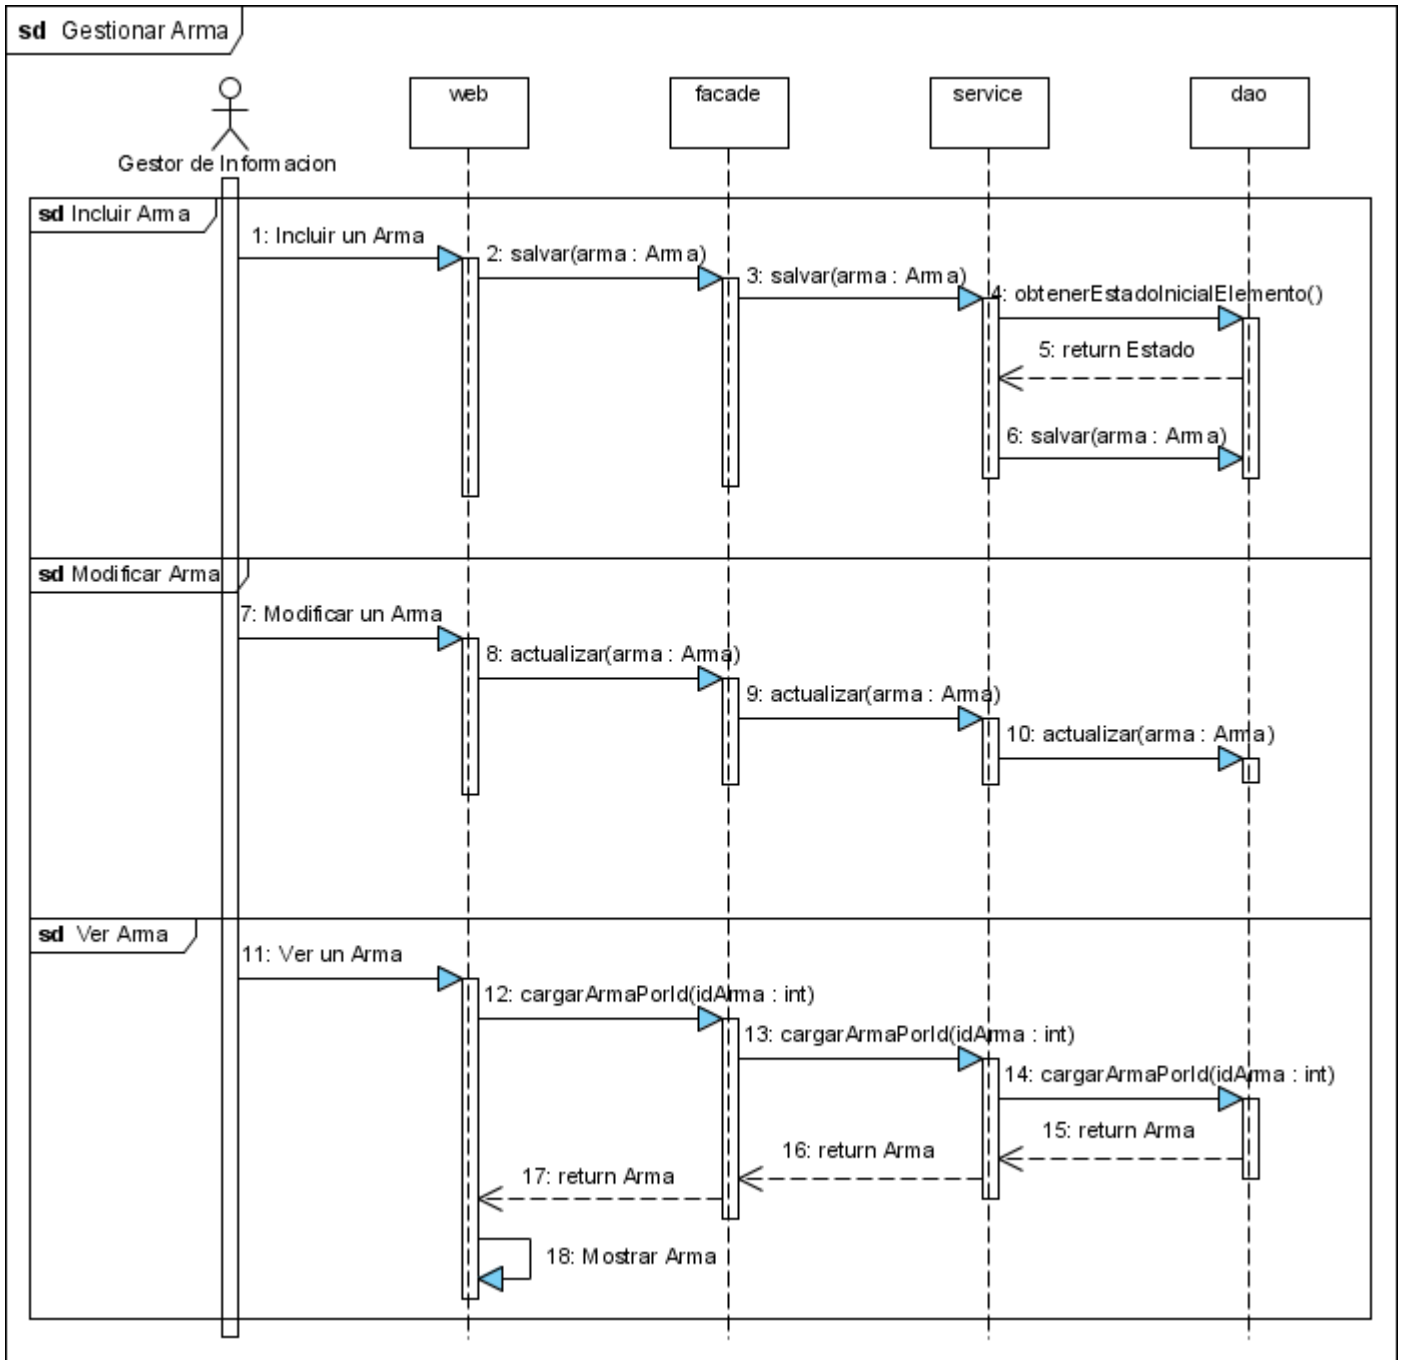 sd Gestionar Arma
web
facade
service
dao
Gestor de Informacion
sd Incluir Arma
1: Incluir un Arma
2: salvar(arma : Arma)
3: salvar(arma : Arma)
4: obtenerEstadoInicialElemento()
5: return Estado
6: salvar(arma : Arma)
sd Modificar Arma
7: Modificar un Arma
8: actualizar(arma : Arma)
9: actualizar(arma : Arma)
10: actualizar(arma : Arma)
sd Ver Arma
11: Ver un Arma
12: cargarArmaPorId(idArma : int)
13: cargarArmaPorId(idArma : int)
14: cargarArmaPorId(idArma : int)
15: return Arma
16: return Arma
17: return Arma
18: Mostrar Arma